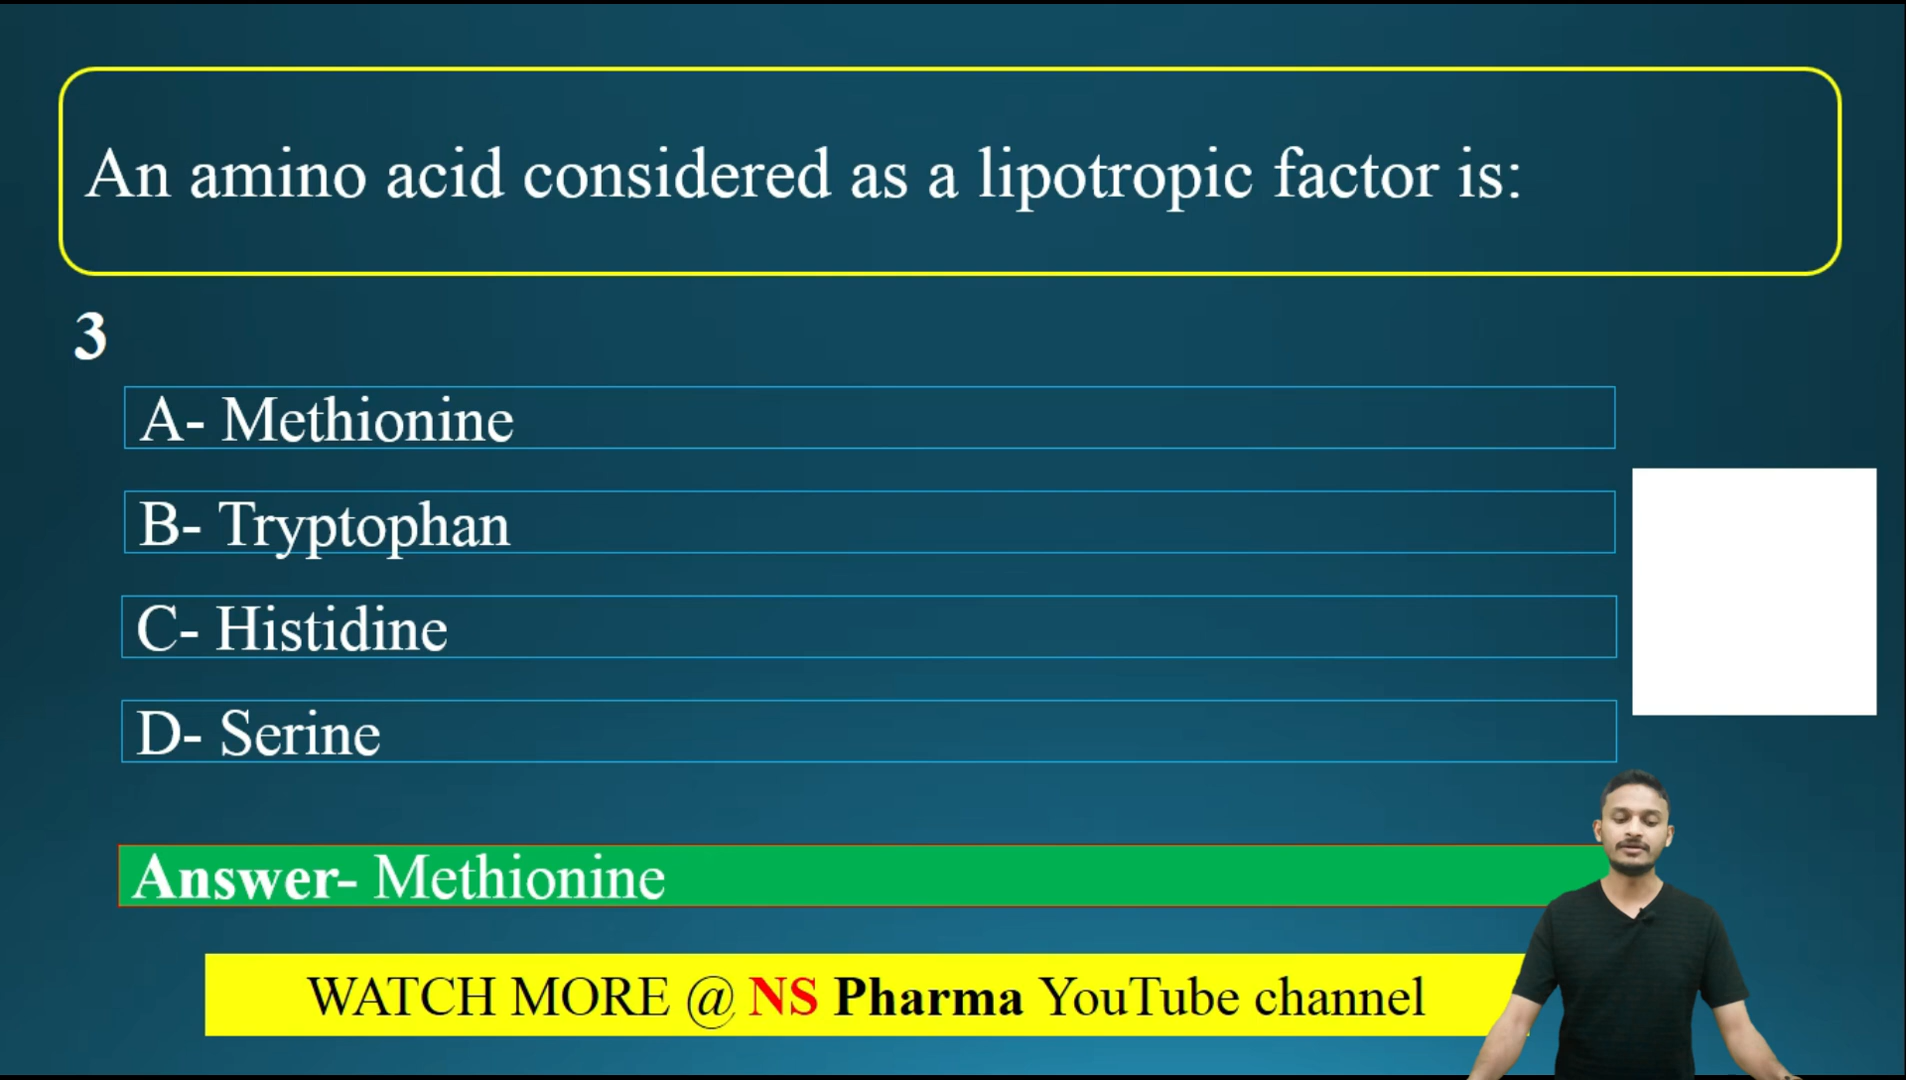 An amino acid considered as a lipotropic factor is:
3
A- Methionine
B- Tryptophan
C- Histidine
D- Serine
Answer- Methionine
WATCH MORE @ NS Pharma YouTube channel